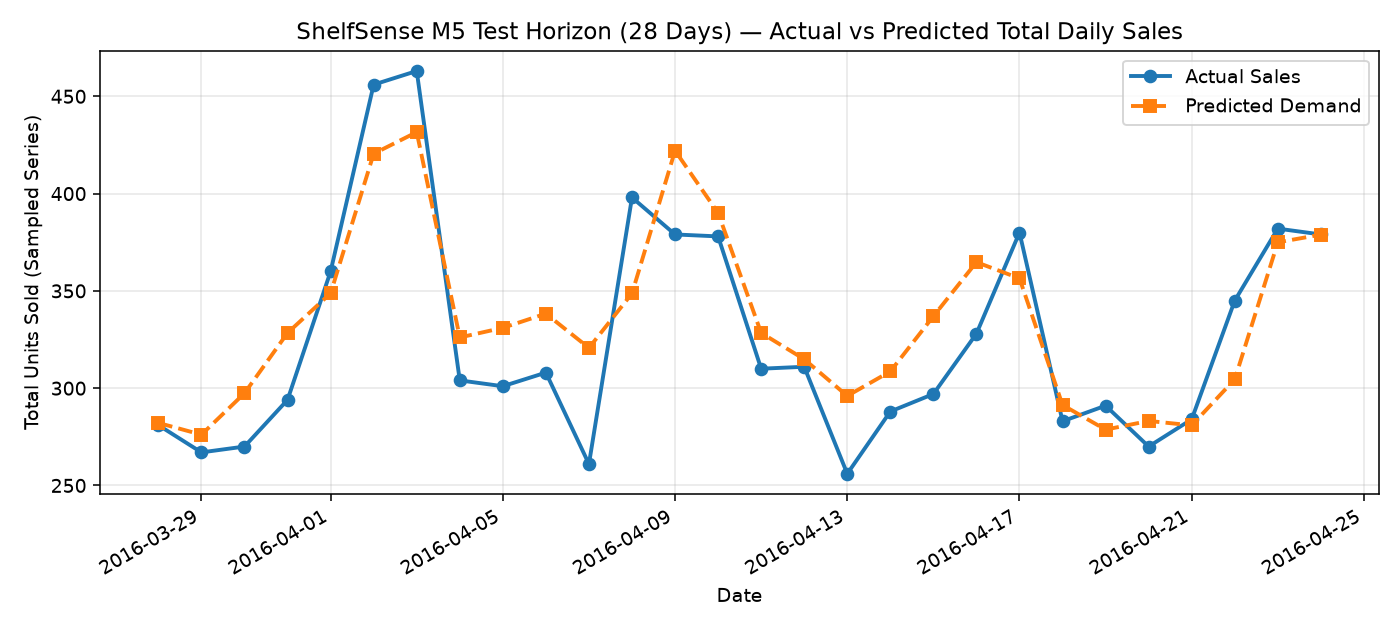 ShelfSense M5 Test Horizon (28 Days) — Actual vs Predicted Total Daily Sales
Actual Sales
Predicted Demand
Total Units Sold (Sampled Series)
450
400
350
300
250
2016-03-29
2016-04-01
2016-04-05
2016-04-09
2016-04-13
2016-04-17
2016-04-21
2016-04-25
Date